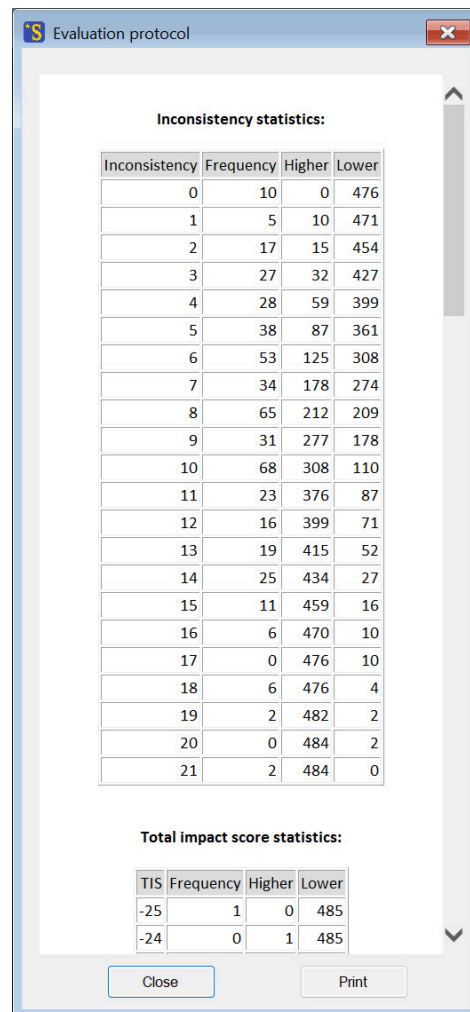 *S Evaluation protocol
Inconsistency statistics:
Inconsistency Frequency Higher Lower
0 10 0 476
1 5 10 471
2 17 15 454
3 27 32 427
4 28 59 399
5 38 87 361
6 53 125 308
7 34 178 274
8 65 212 209
9 31 277 178
10 68 308 110
11 23 376 87
12 16 399 71
13 19 415 52
14 25 434 27
15 11 459 16
16 6 470 10
17 0 476 10
18 6 476 4
19 2 482 2
20 0 484 2
21 2 484 0
Total impact score statistics:
TIS Frequency Higher Lower
-25 1 0 485
-24 0 1 485
Close Print